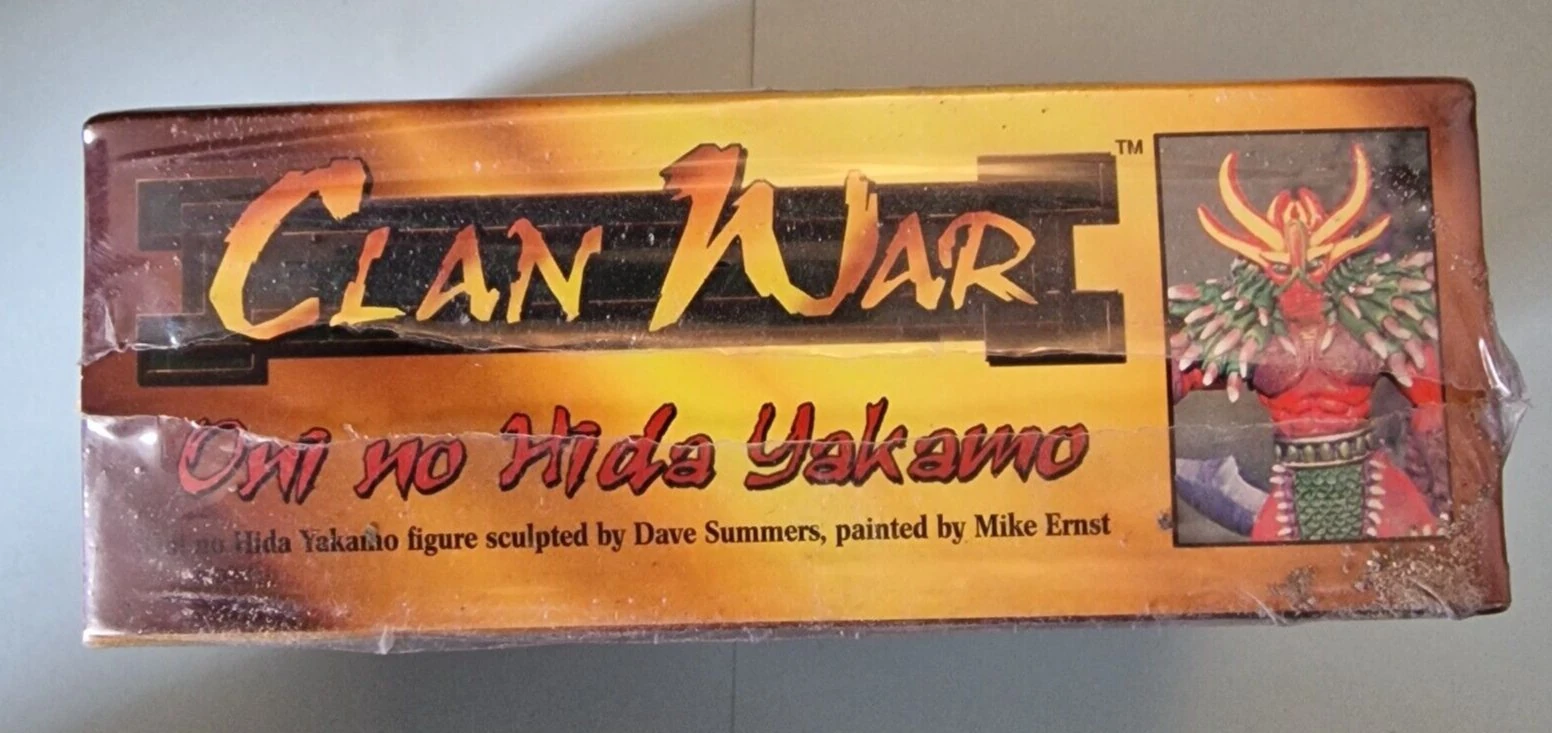 CLAN WAR™
Oni no Hida Yakamo
no Hida Yakamo figure sculpted by Dave Summers, painted by Mike Ernst